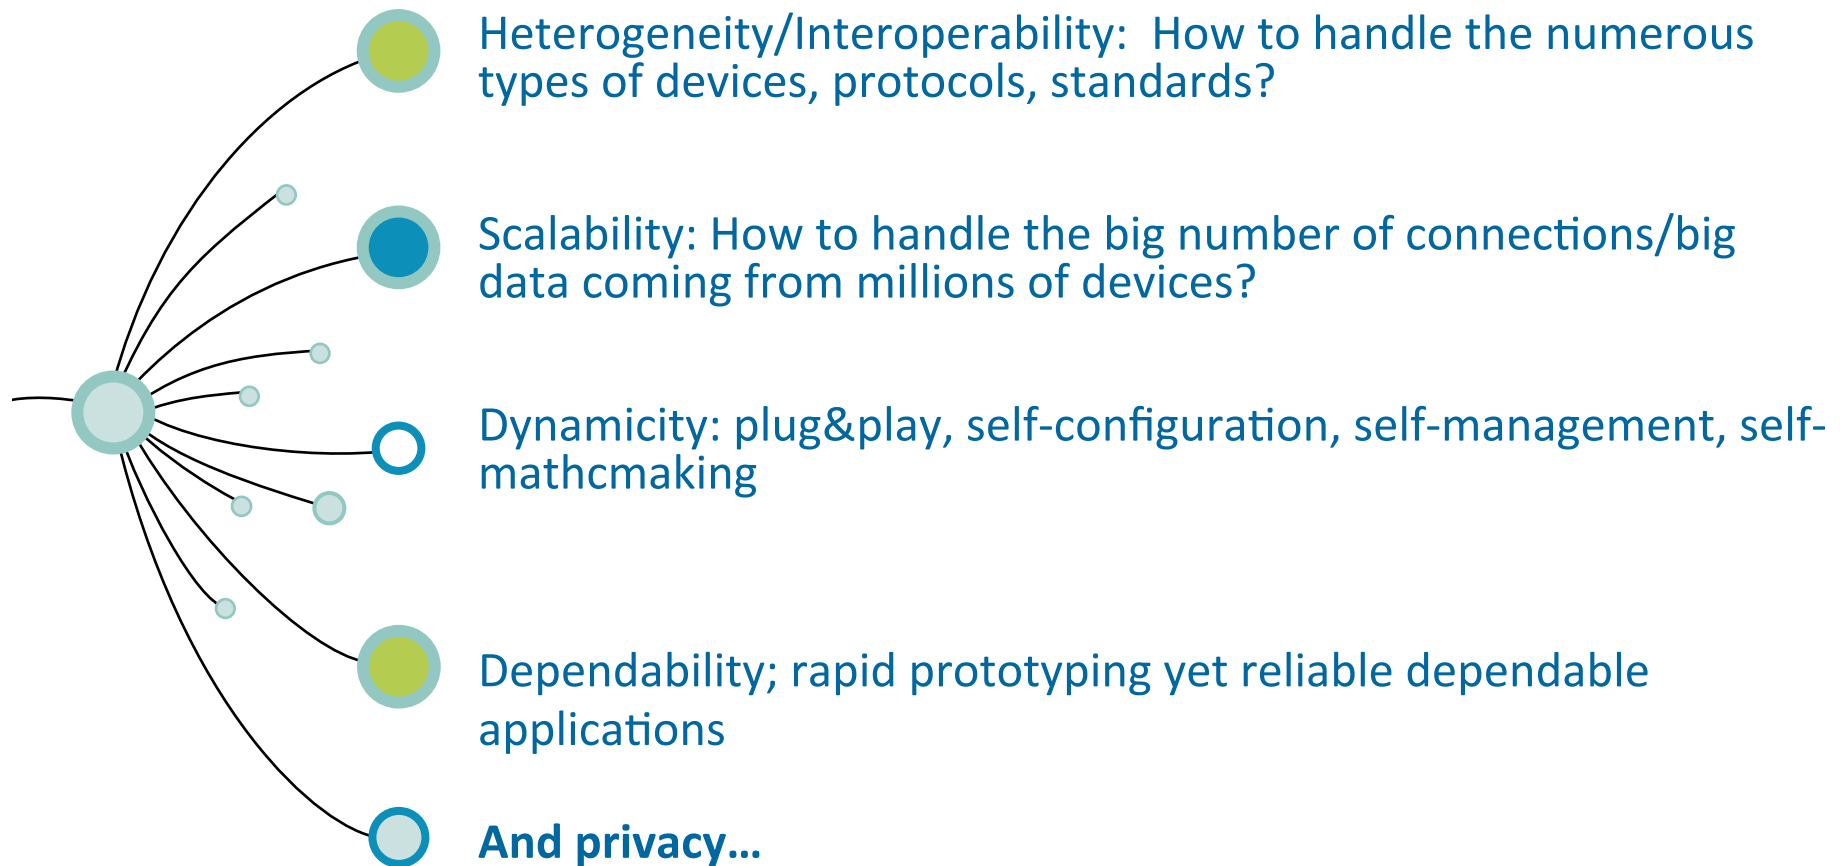 Heterogeneity/Interoperability:  How to handle the numerous
types of devices, protocols, standards?
Scalability: How to handle the big number of connections/big
data coming from millions of devices?
Dynamicity: plug&play, self-configuration, self-management, self-
mathcmaking
Dependability; rapid prototyping yet reliable dependable
applications
And privacy...